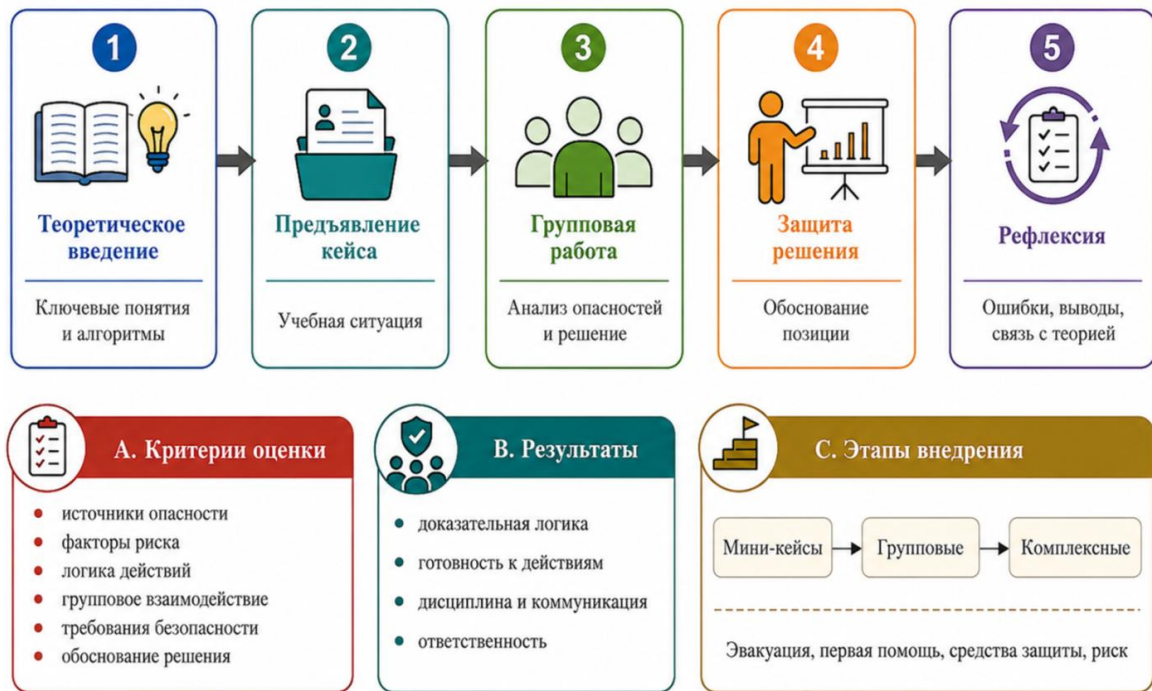 1
Теоретическое
введение
Ключевые понятия
и алгоритмы
2
Предъявление
кейса
Учебная ситуация
3
Групповая
работа
Анализ опасностей
и решение
4
Защита
решения
Обоснование
позиции
5
Рефлексия
Ошибки, выводы,
связь с теорией
А. Критерии оценки
источники опасности
факторы риска
логика действий
групповое взаимодействие
требования безопасности
обоснование решения
В. Результаты
доказательная логика
готовность к действиям
дисциплина и коммуникация
ответственность
С. Этапы внедрения
Мини-кейсы
Групповые
Комплексные
Эвакуация, первая помощь, средства защиты, риск